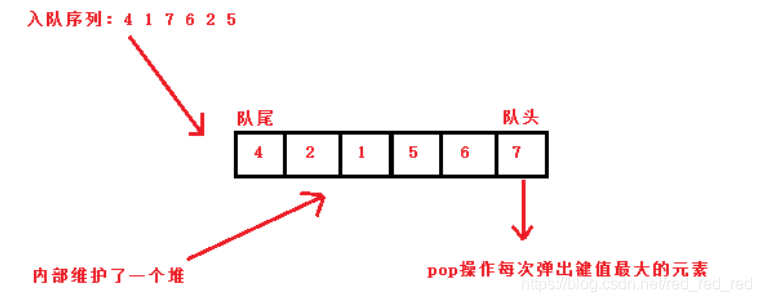 入队序列：4 1 7 6 2 5
队尾
队头
4 2 1 5 6 7
内部维护了一个堆
pop操作每次弹出键值最大的元素
https://blog.csdn.net/red_red_red